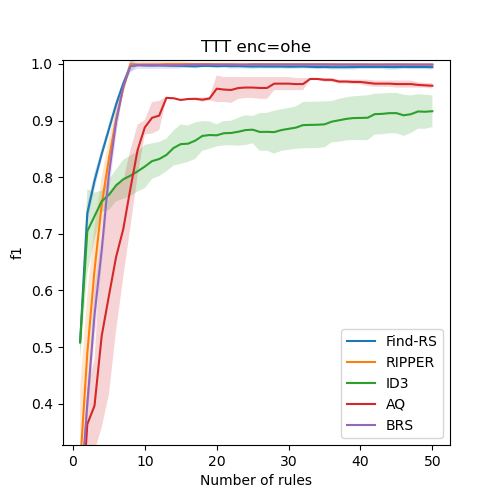 TTT enc=ohe
1.0
0.9
0.8
0.7
0.6
0.5
0.4
f1
0
10
20
30
40
50
Number of rules
Find-RS
RIPPER
ID3
AQ
BRS